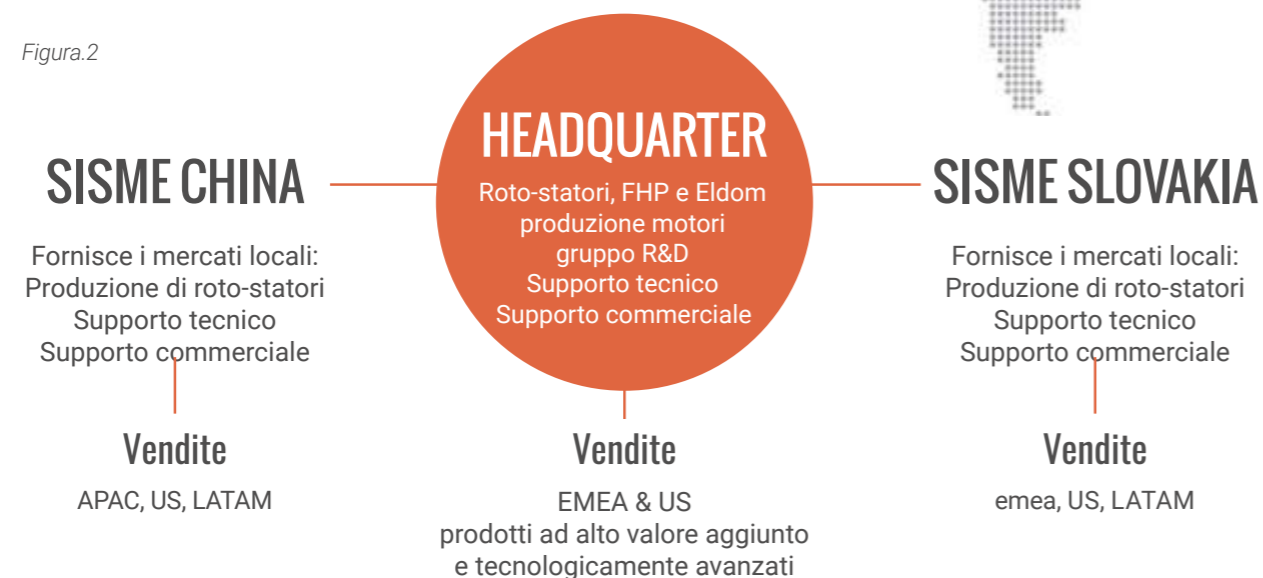 Figura.2
SISME CHINA
Fornisce i mercati locali:
Produzione di roto-statori
Supporto tecnico
Supporto commerciale
Vendite
APAC, US, LATAM
HEADQUARTER
Roto-statori, FHP e Eldom
produzione motori
gruppo R&D
Supporto tecnico
Supporto commerciale
Vendite
EMEA & US
prodotti ad alto valore aggiunto
e tecnologicamente avanzati
SISME SLOVAKIA
Fornisce i mercati locali:
Produzione di roto-statori
Supporto tecnico
Supporto commerciale
Vendite
emea, US, LATAM